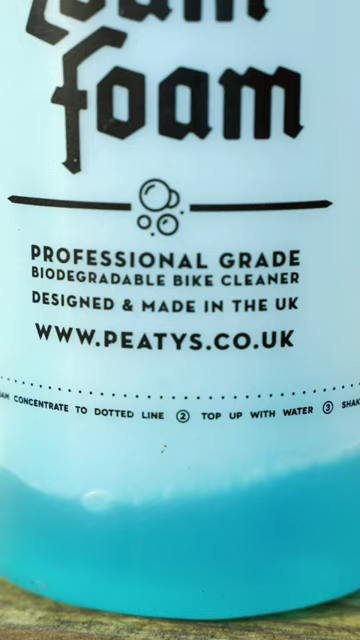 Loam
Foam
PROFESSIONAL GRADE
BIODEGRADABLE BIKE CLEANER
DESIGNED & MADE IN THE UK
WWW.PEATYS.CO.UK
CONCENTRATE TO DOTTED LINE ② TOP UP WITH WATER ③